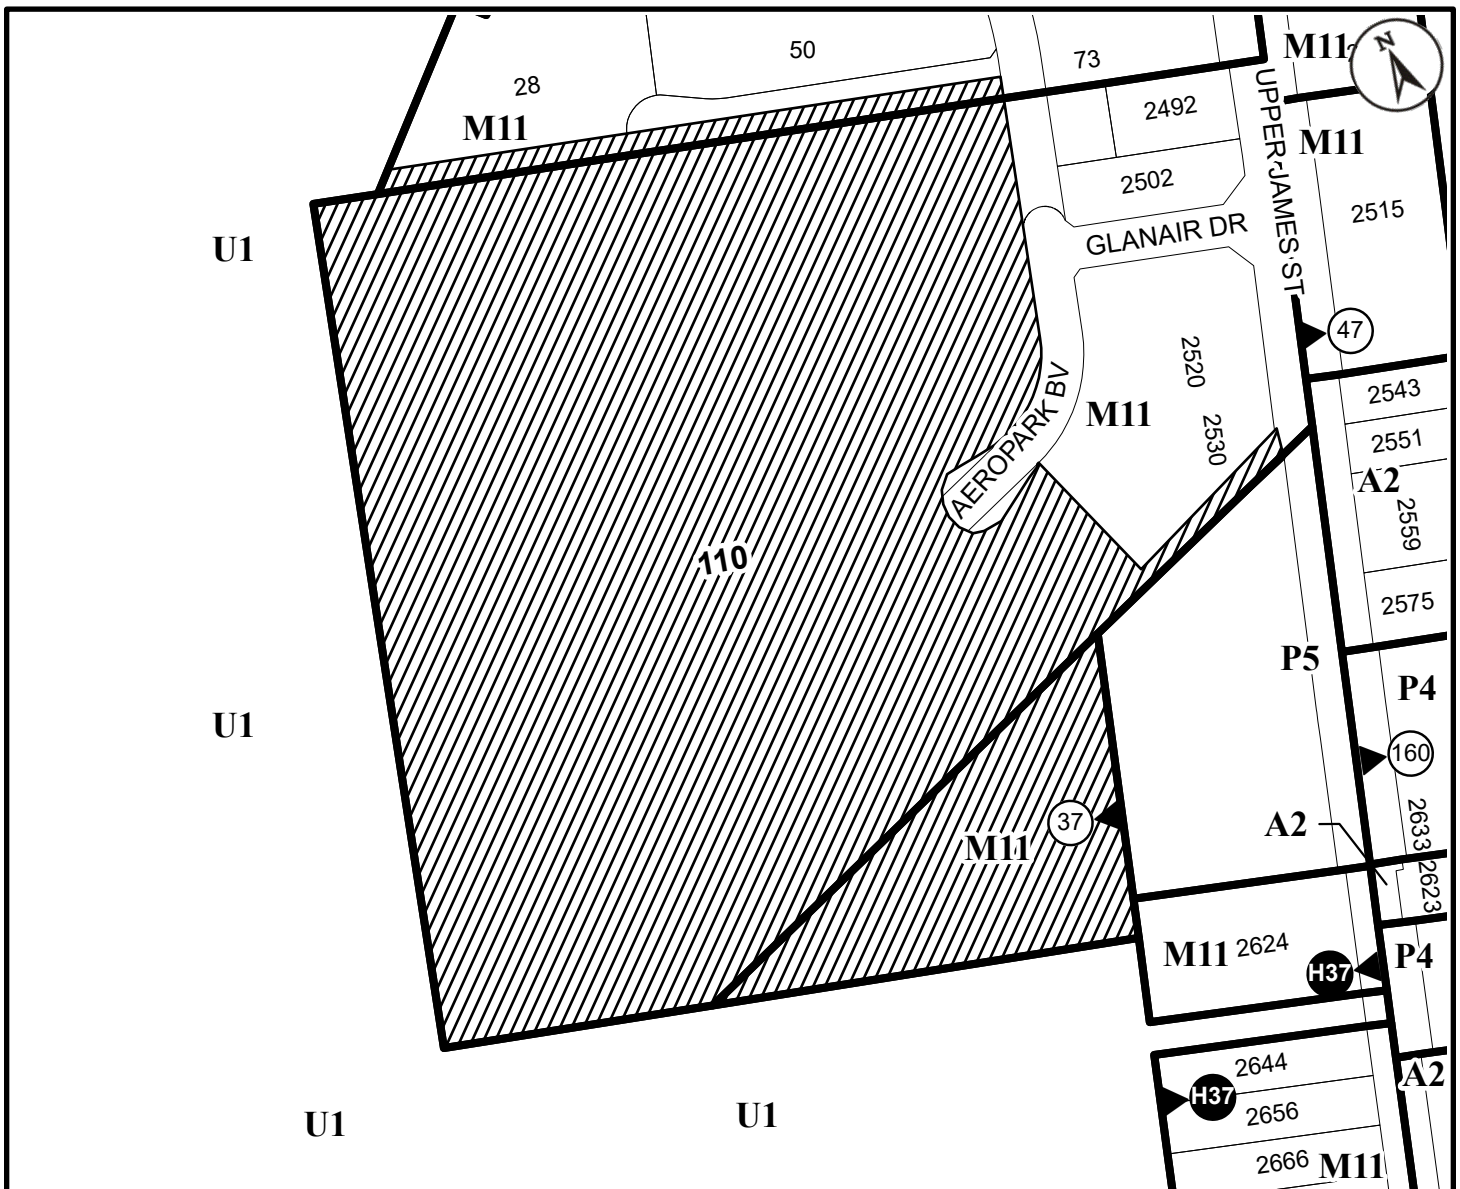 50
73
M11
N
28
2492
M11
M11
UPPER JAMES ST
2502
2515
GLANAIR DR
U1
47
2520
AEROPARK BV
M11
2543
2530
2551
A2
2559
110
2575
P5
P4
U1
160
37
M11
A2
2633
2623
M11
2624
H37
P4
2644
A2
H37
2656
U1
U1
2666
M11